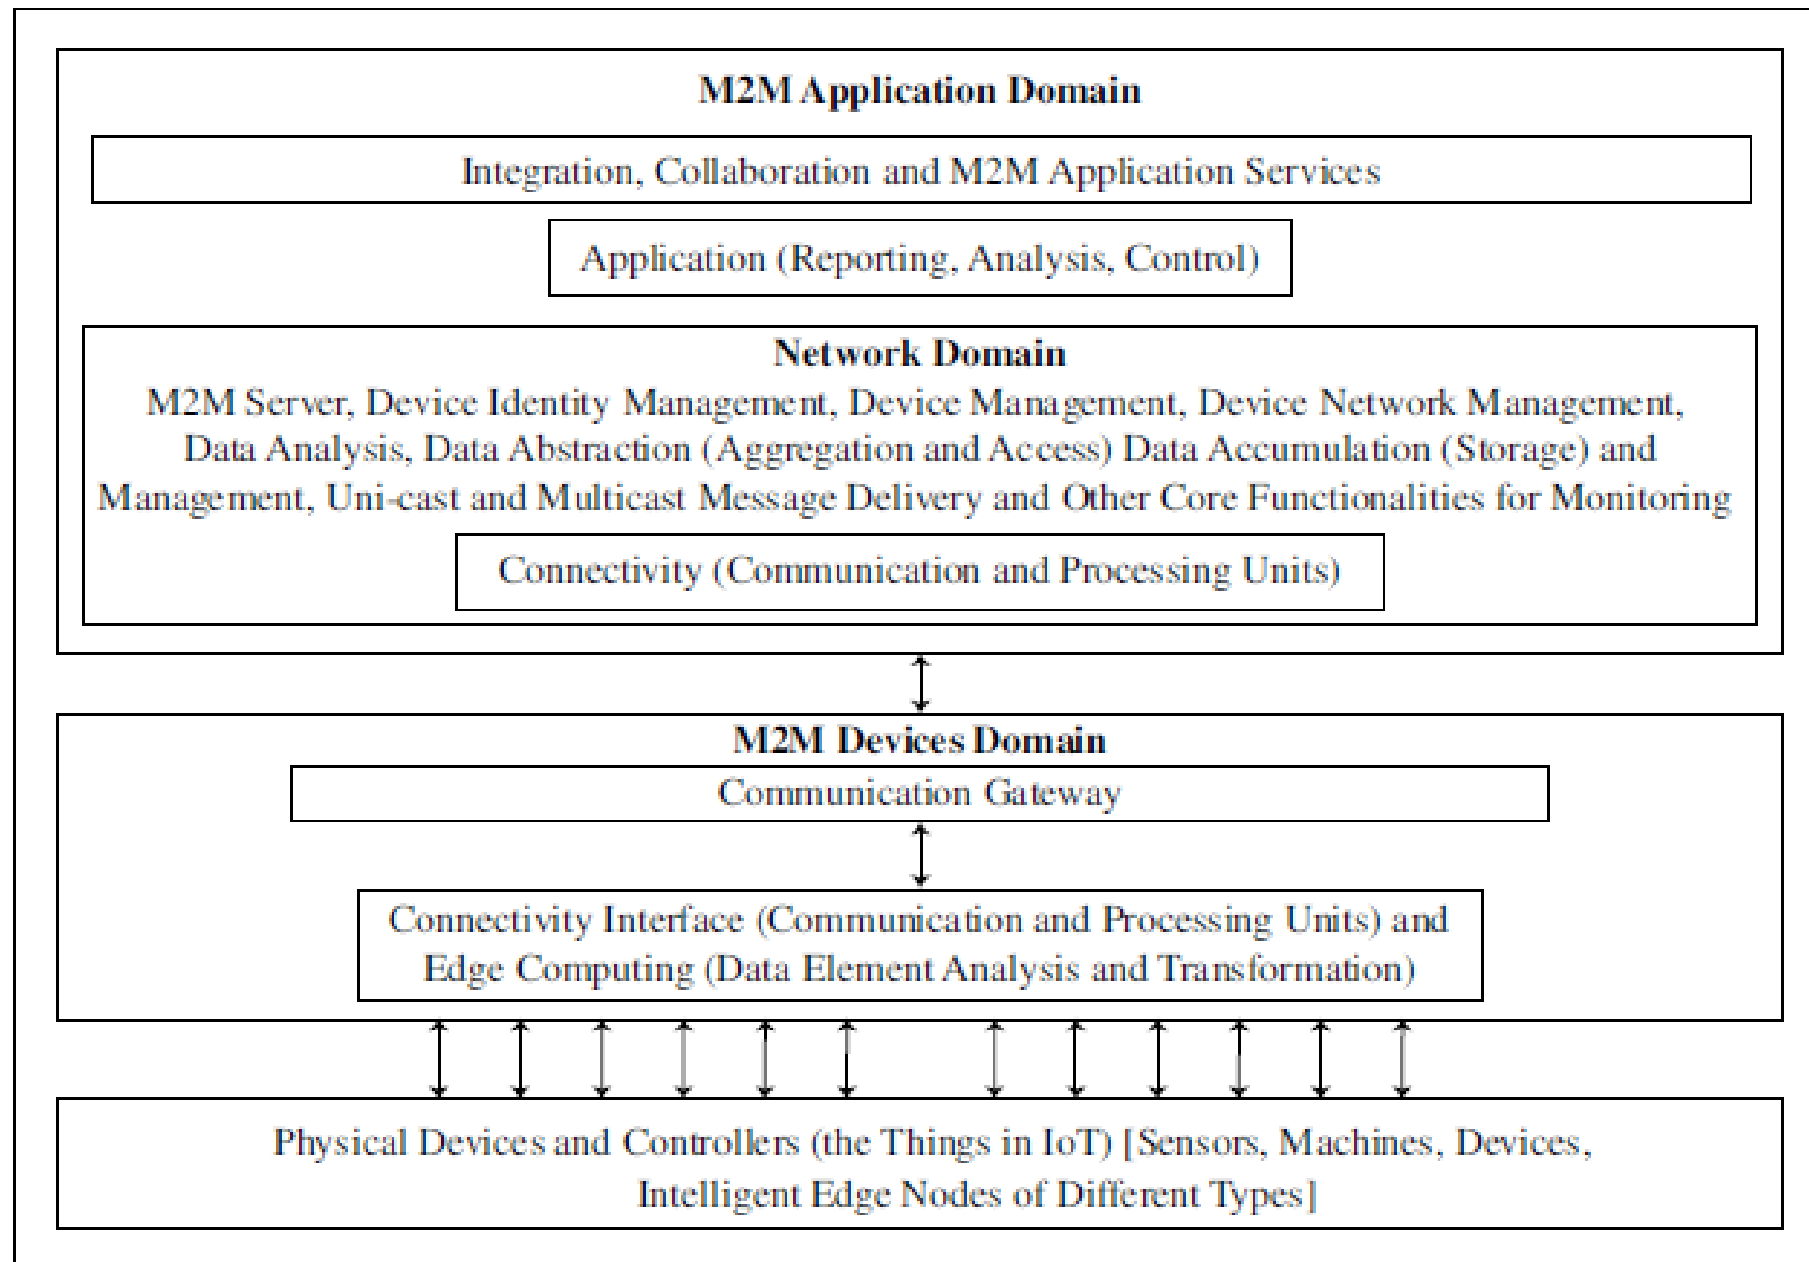 M2M Application Domain
Integration, Collaboration and M2M Application Services
Application (Reporting, Analysis, Control)
Network Domain
M2M Server, Device Identity Management, Device Management, Device Network Management,
Data Analysis, Data Abstraction (Aggregation and Access) Data Accumulation (Storage) and
Management, Uni-cast and Multicast Message Delivery and Other Core Functionalities for Monitoring
Connectivity (Communication and Processing Units)
M2M Devices Domain
Communication Gateway
Connectivity Interface (Communication and Processing Units) and
Edge Computing (Data Element Analysis and Transformation)
Physical Devices and Controllers (the Things in IoT) [Sensors, Machines, Devices,
Intelligent Edge Nodes of Different Types]